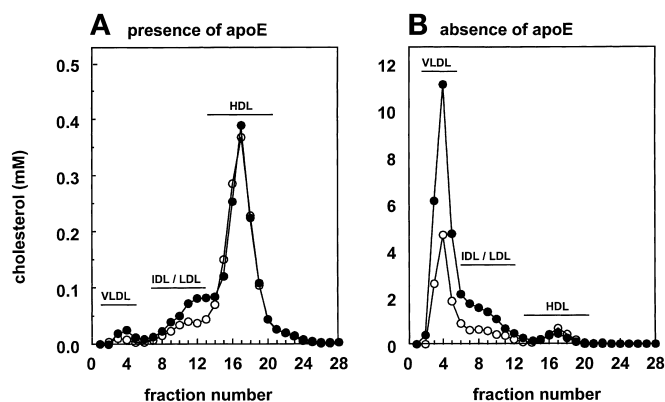 A presence of apoE
B absence of apoE
cholesterol (mM)
0.5
0.4
0.3
0.2
0.1
0.0
VLDL
IDL / LDL
HDL
0 4 8 12 16 20 24 28
fraction number
12
10
8
6
4
2
0
VLDL
IDL / LDL
HDL
0 4 8 12 16 20 24 28
fraction number